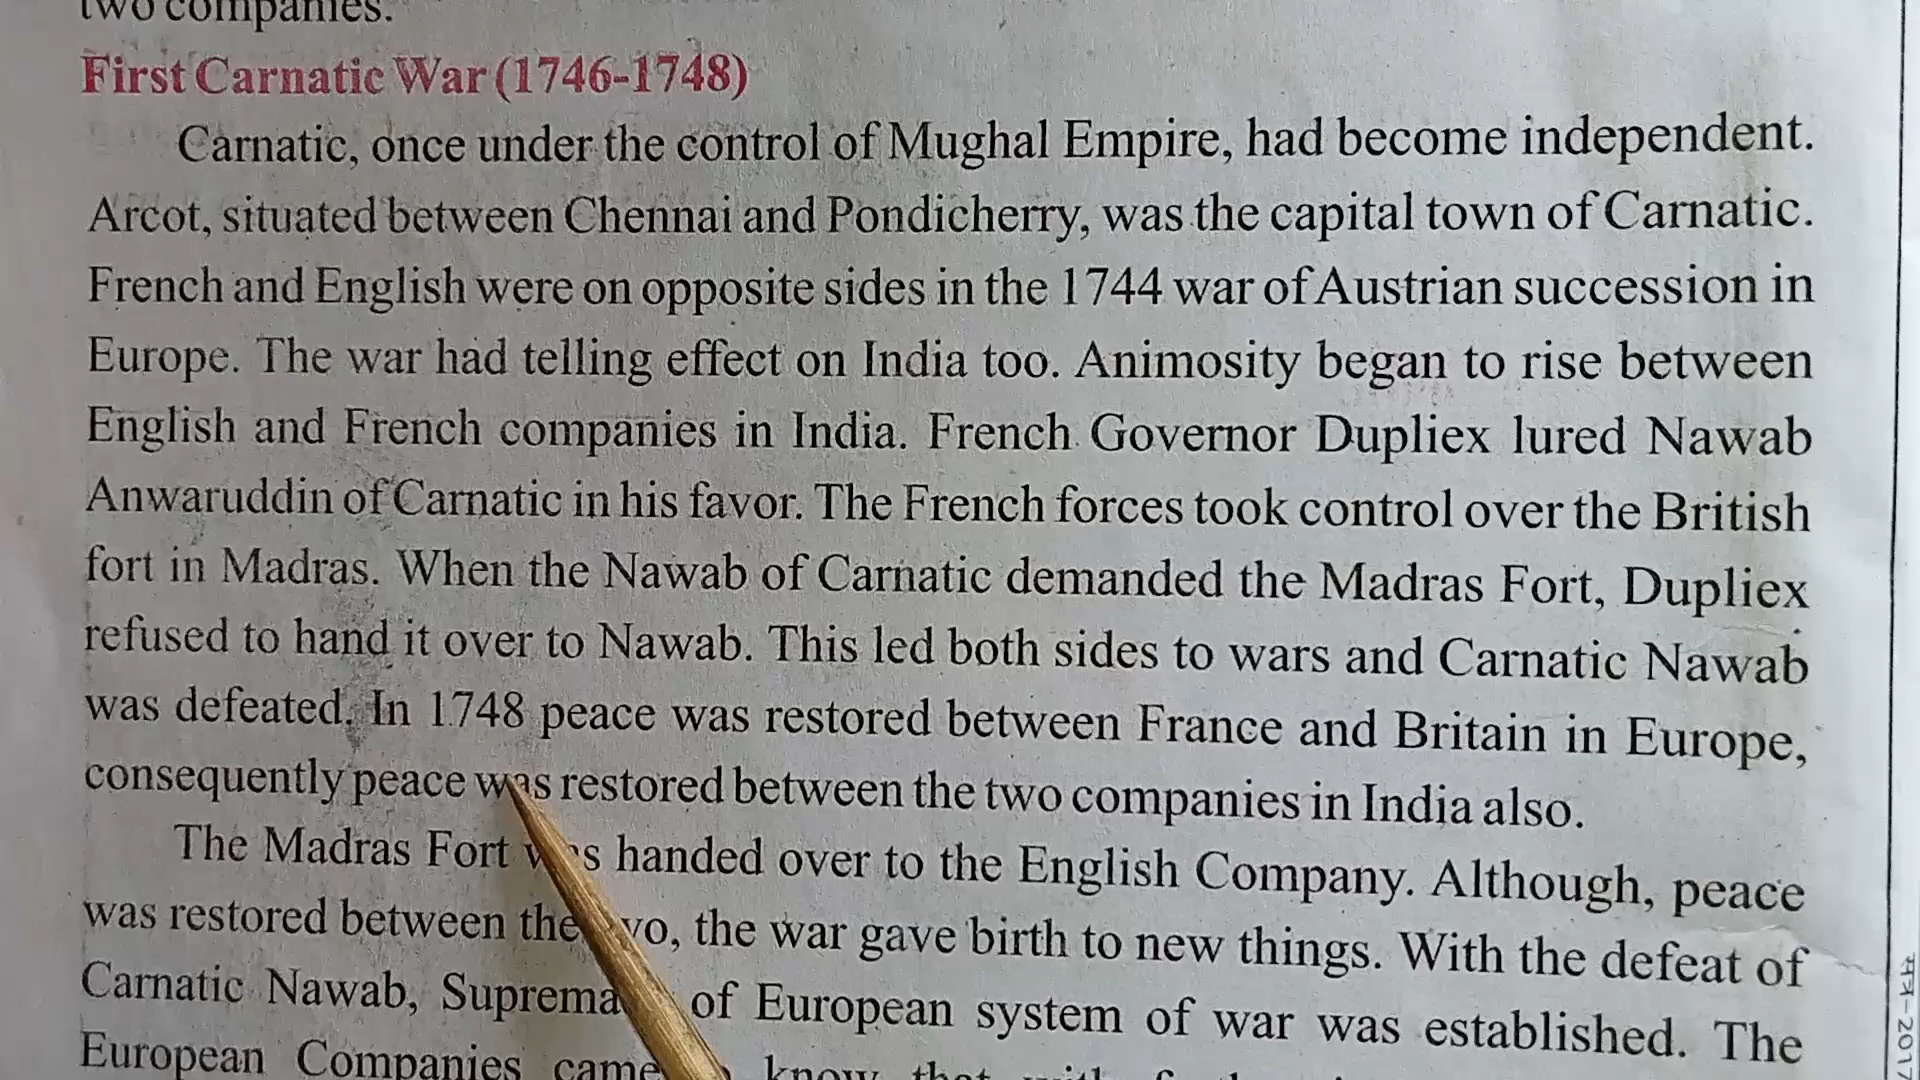 two companies.
First Carnatic War (1746-1748)
Carnatic, once under the control of Mughal Empire, had become independent.
Arcot, situated between Chennai and Pondicherry, was the capital town of Carnatic.
French and English were on opposite sides in the 1744 war of Austrian succession in
Europe. The war had telling effect on India too. Animosity began to rise between
English and French companies in India. French Governor Dupliex lured Nawab
Anwaruddin of Carnatic in his favor. The French forces took control over the British
fort in Madras. When the Nawab of Carnatic demanded the Madras Fort, Dupliex
refused to hand it over to Nawab. This led both sides to wars and Carnatic Nawab
was defeated. In 1748 peace was restored between France and Britain in Europe,
consequently peace was restored between the two companies in India also.
The Madras Fort was handed over to the English Company. Although, peace
was restored between the the war gave birth to new things. With the defeat of
Carnatic Nawab, of European system of war was established. The
European Companies came know that